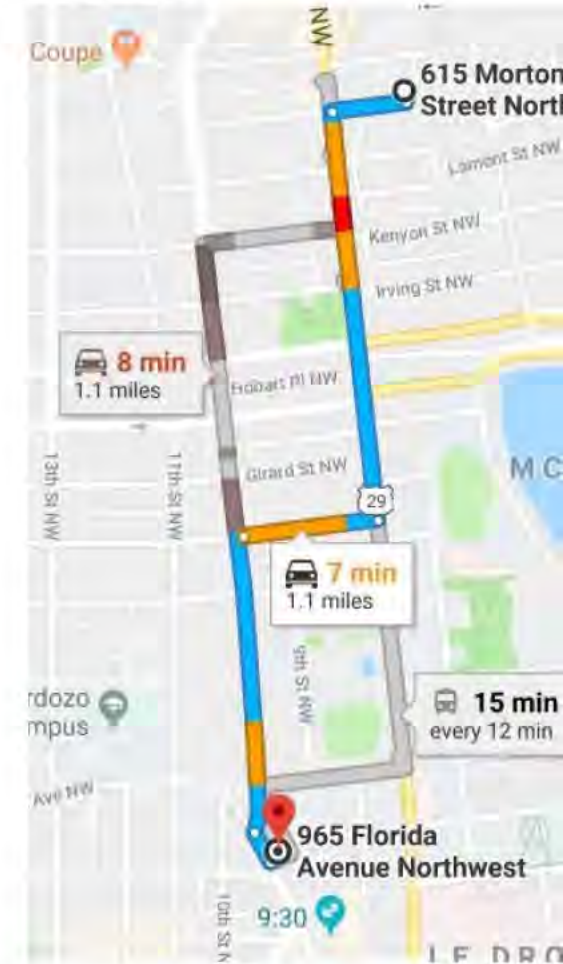 NW
Coupe
615 Morton
Street North
Lamont St NW
Kenyon St NW
Irving St NW
8 min
1.1 miles
Hobart Pl NW
Girard St NW
13th St NW
11th St NW
29
M C
7 min
1.1 miles
9th St NW
rdozo
mpus
15 min
every 12 min
Ave NW
965 Florida
Avenue Northwest
10th St N
9:30
LE DRO